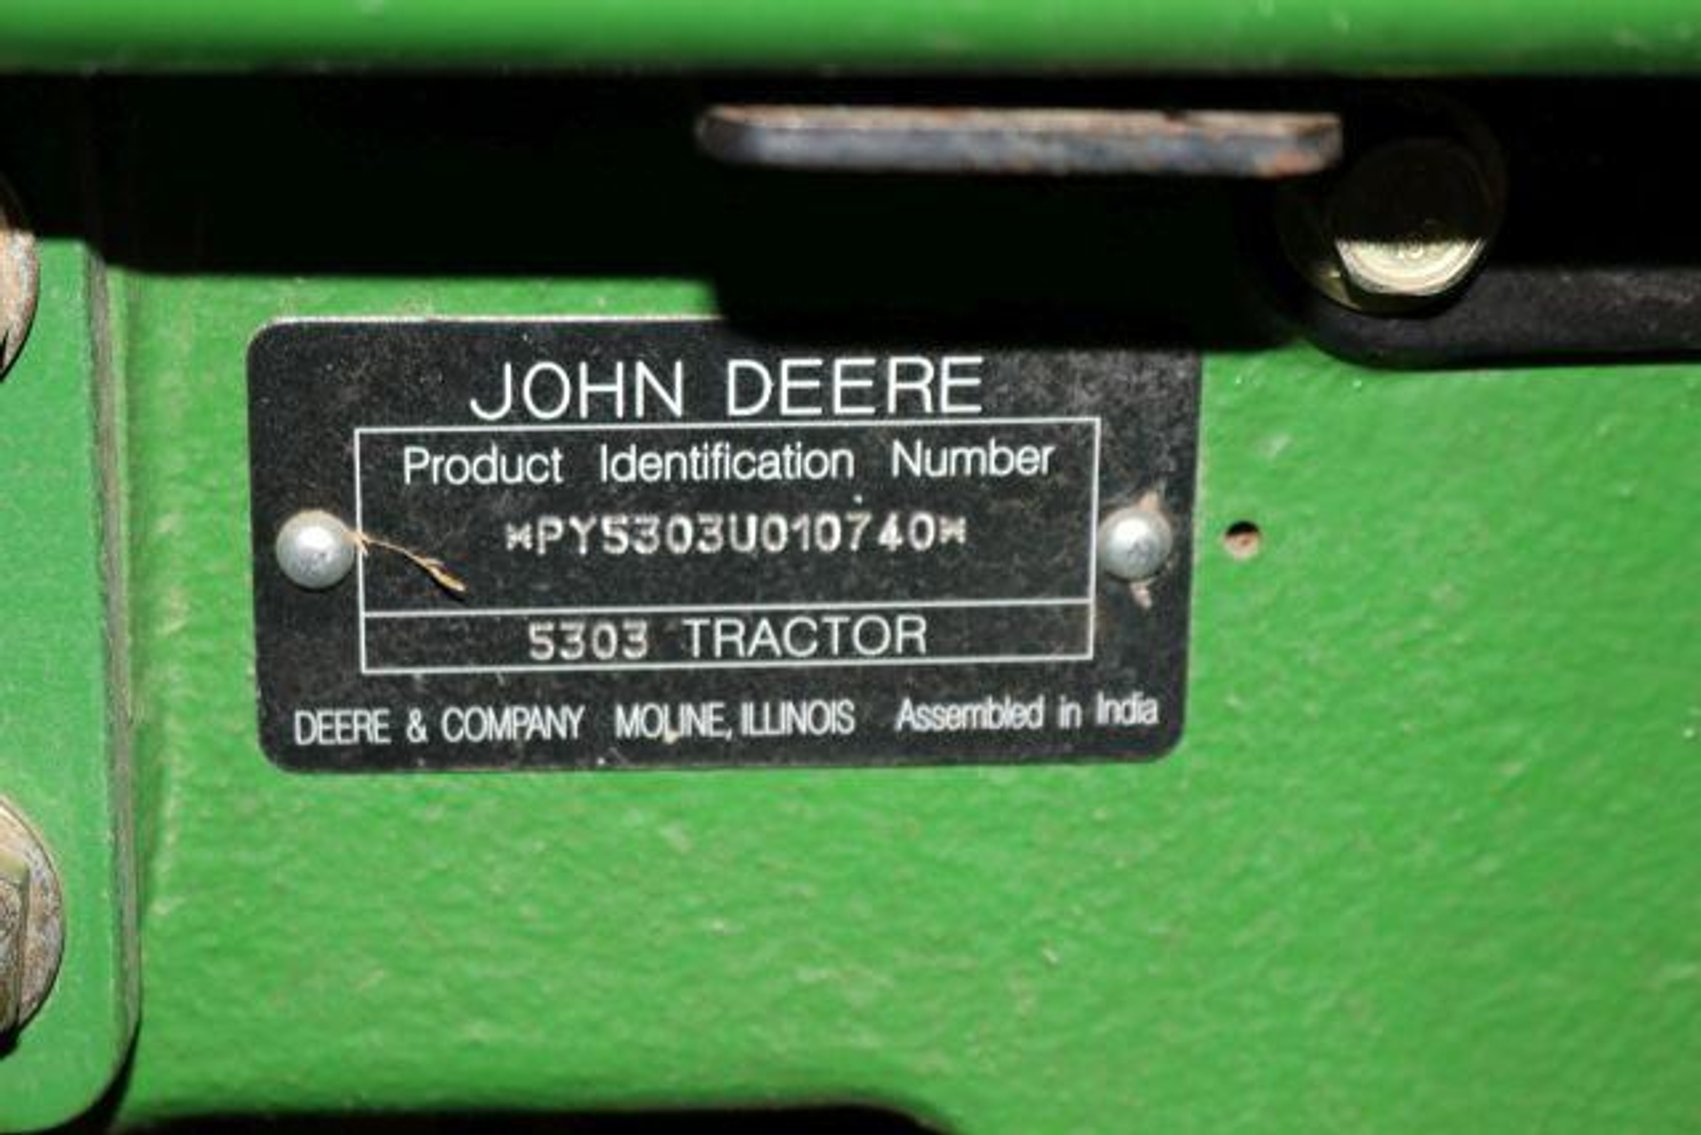 JOHN DEERE
Product Identification Number
*PY5303U010740*
5303 TRACTOR
DEERE & COMPANY MOLINE, ILLINOIS Assembled in India